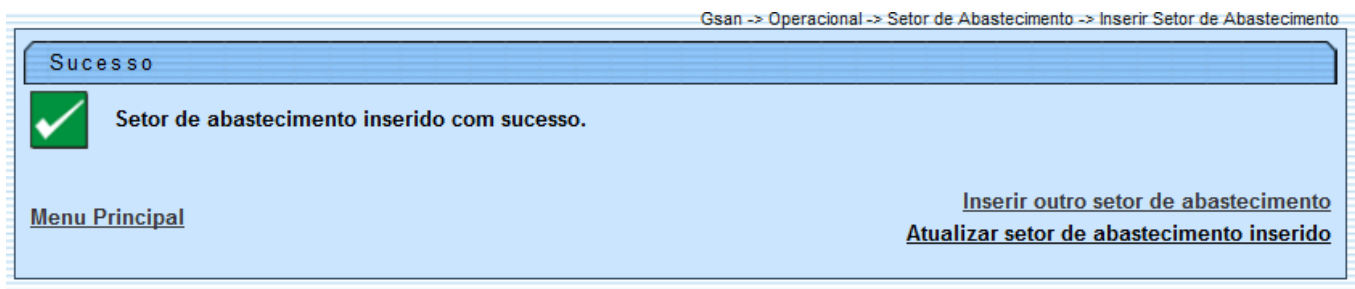 Gsan -> Operacional -> Setor de Abastecimento -> Inserir Setor de Abastecimento
Sucesso
Setor de abastecimento inserido com sucesso.
Inserir outro setor de abastecimento
Menu Principal
Atualizar setor de abastecimento inserido